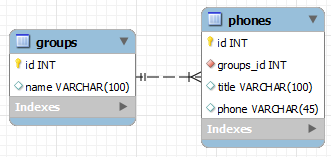 groups
id INT
name VARCHAR(100)
Indexes
phones
id INT
groups_id INT
title VARCHAR(100)
phone VARCHAR(45)
Indexes